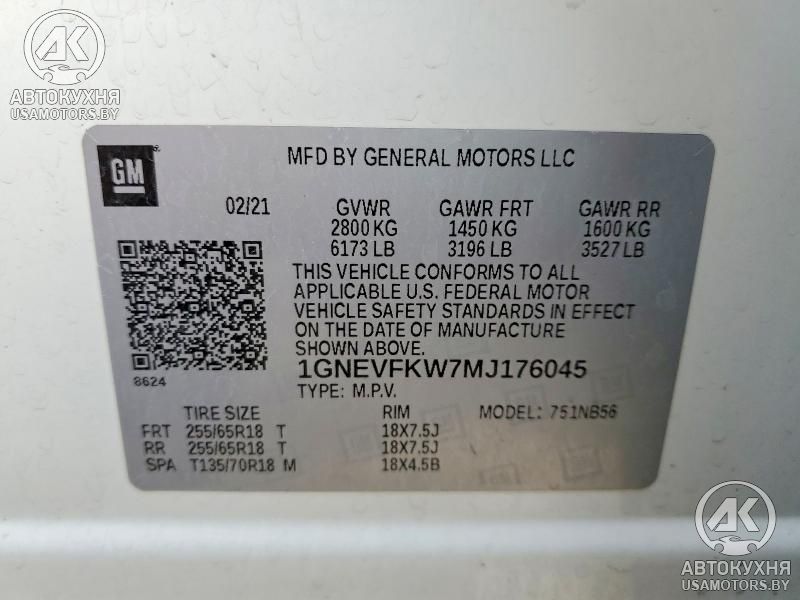 AK
АВТОКУХНЯ
USAMOTORS.BY
GM
MFD BY GENERAL MOTORS LLC
02/21 GVWR GAWR FRT GAWR RR
2800 KG 1450 KG 1600 KG
6173 LB 3196 LB 3527 LB
THIS VEHICLE CONFORMS TO ALL
APPLICABLE U.S. FEDERAL MOTOR
VEHICLE SAFETY STANDARDS IN EFFECT
ON THE DATE OF MANUFACTURE
SHOWN ABOVE.
8624
1GNEVFKW7MJ176045
TYPE: M.P.V.
TIRE SIZE RIM MODEL: 751NB56
FRT 255/65R18 T 18X7.5J
RR 255/65R18 T 18X7.5J
SPA T135/70R18 M 18X4.5B
AK
АВТОКУХНЯ
USAMOTORS.BY